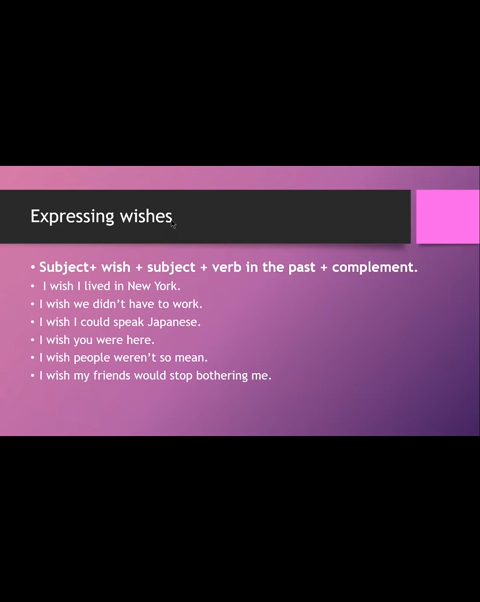 Expressing wishes
• Subject+ wish + subject + verb in the past + complement.
• I wish I lived in New York.
• I wish we didn't have to work.
• I wish I could speak Japanese.
• I wish you were here.
• I wish people weren't so mean.
• I wish my friends would stop bothering me.